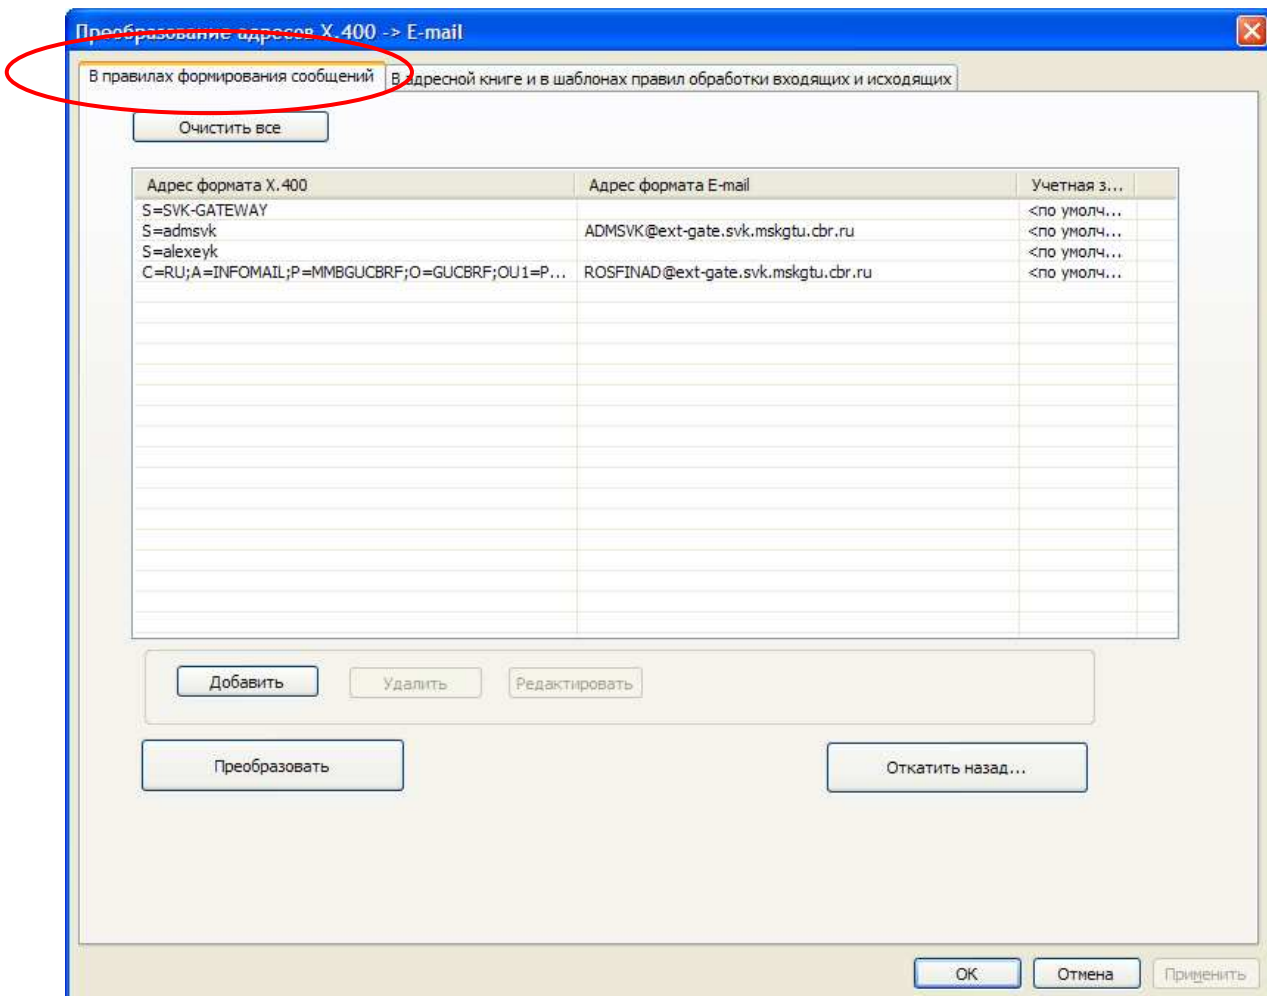 Преобразование адресов X.400 -> E-mail
В правилах формирования сообщений В адресной книге и в шаблонах правил обработки входящих и исходящих
Очистить все
Адрес формата X.400 Адрес формата E-mail Учетная з...
S=SVK-GATEWAY <по умолч...
S=admsvk ADMSVK@ext-gate.svk.mskgtu.cbr.ru <по умолч...
S=alexeyk <по умолч...
C=RU;A=INFOMAIL;P=MMBGUCBRF;O=GUCBRF;OU1=P... ROSFINAD@ext-gate.svk.mskgtu.cbr.ru <по умолч...
Добавить Удалить Редактировать
Преобразовать Откатить назад...
OK Отмена Применить